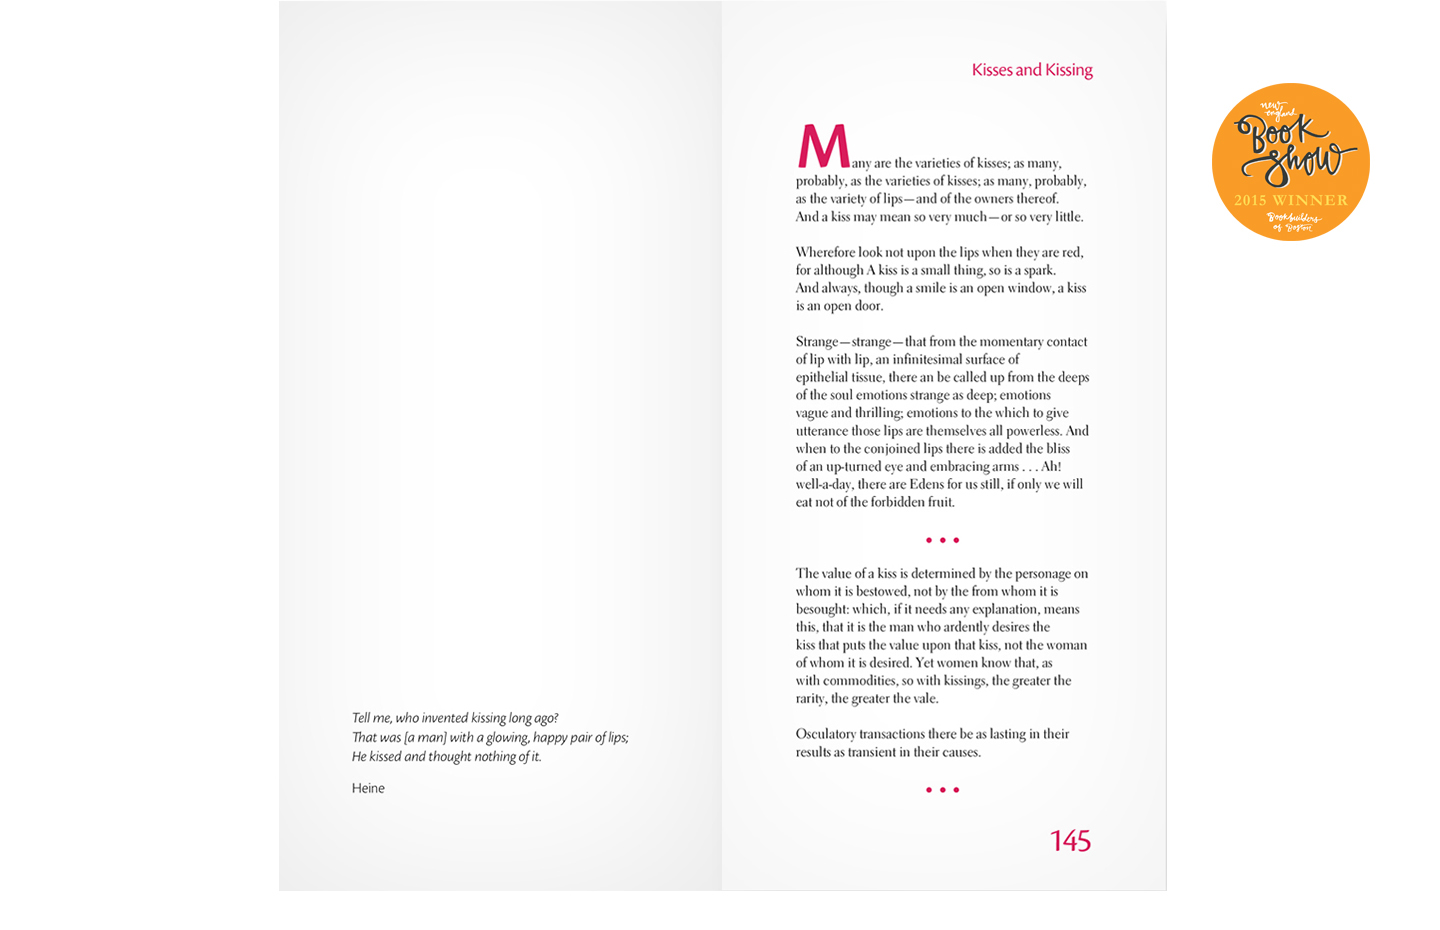 Tell me, who invented kissing long ago?
That was [a man] with a glowing, happy pair of lips;
He kissed and thought nothing of it.
Heine
Kisses and Kissing
Many are the varieties of kisses; as many,
probably, as the varieties of kisses; as many, probably,
as the variety of lips—and of the owners thereof.
And a kiss may mean so very much—or so very little.
Wherefore look not upon the lips when they are red,
for although A kiss is a small thing, so is a spark.
And always, though a smile is an open window, a kiss
is an open door.
Strange—strange—that from the momentary contact
of lip with lip, an infinitesimal surface of
epithelial tissue, there an be called up from the deeps
of the soul emotions strange as deep; emotions
vague and thrilling; emotions to the which to give
utterance those lips are themselves all powerless. And
when to the conjoined lips there is added the bliss
of an up-turned eye and embracing arms . . . Ah!
well-a-day, there are Edens for us still, if only we will
eat not of the forbidden fruit.
• • •
The value of a kiss is determined by the personage on
whom it is bestowed, not by the from whom it is
besought: which, if it needs any explanation, means
this, that it is the man who ardently desires the
kiss that puts the value upon that kiss, not the woman
of whom it is desired. Yet women know that, as
with commodities, so with kissings, the greater the
rarity, the greater the vale.
Osculatory transactions there be as lasting in their
results as transient in their causes.
• • •
145
new
england
Book
Show
2015 WINNER
Bookbuilders
of Boston